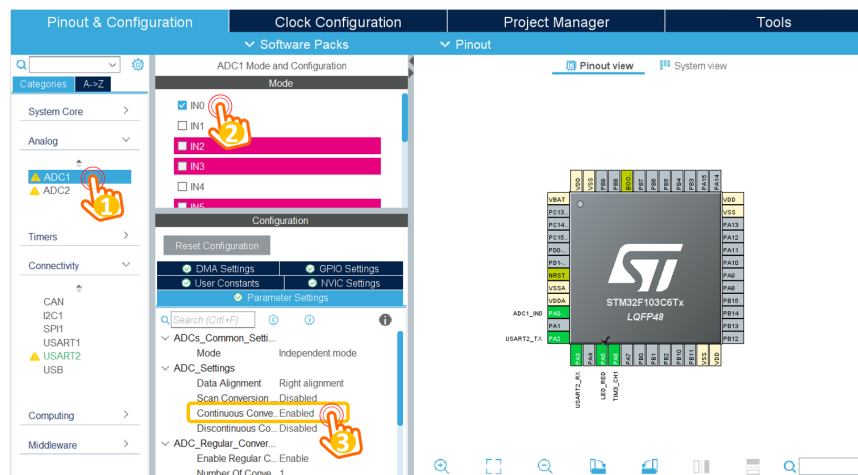 Pinout & Configuration
Clock Configuration
Project Manager
Tools
Software Packs
Pinout
ADC1 Mode and Configuration
Pinout view
System view
Categories
A->Z
Mode
System Core
IN0
IN1
2
Analog
IN2
IN3
ADC1
IN4
ADC2
1
IN5
Configuration
Timers
Reset Configuration
Connectivity
DMA Settings
GPIO Settings
User Constants
NVIC Settings
Parameter Settings
CAN
I2C1
SPI1
USART1
USART2
USB
Search (Crtl+F)
ADCs_Common_Setti...
Mode
Independent mode
ADC_Settings
Data Alignment
Right alignment
Scan Conversion ...
Disabled
Continuous Conve...
Enabled
Discontinuous Co...
Disabled
3
Computing
Middleware
ADC_Regular_Conver...
Enable Regular C...
Enable
Number Of Conve...
1
VDD
VSS
PB9
PB8
BOO
PB7
PB6
PB5
PB4
PB3
PA15
PA14
VBAT
PC13..
PC14..
PC15..
PD0-..
PD1-..
NRST
VSSA
VDDA
ADC1_IN0
PA0-..
PA1
USART2_TX
PA2
VDD
VSS
PA13
PA12
PA11
PA10
PA9
PA8
PB15
PB14
PB13
PB12
ST
STM32F103C6Tx
LQFP48
PA3
PA4
PA5
PA6
PA7
PB0
PB1
PB2
PB10
PB11
VSS
VDD
USART2_RX
LED_RED
TIM3_CH1